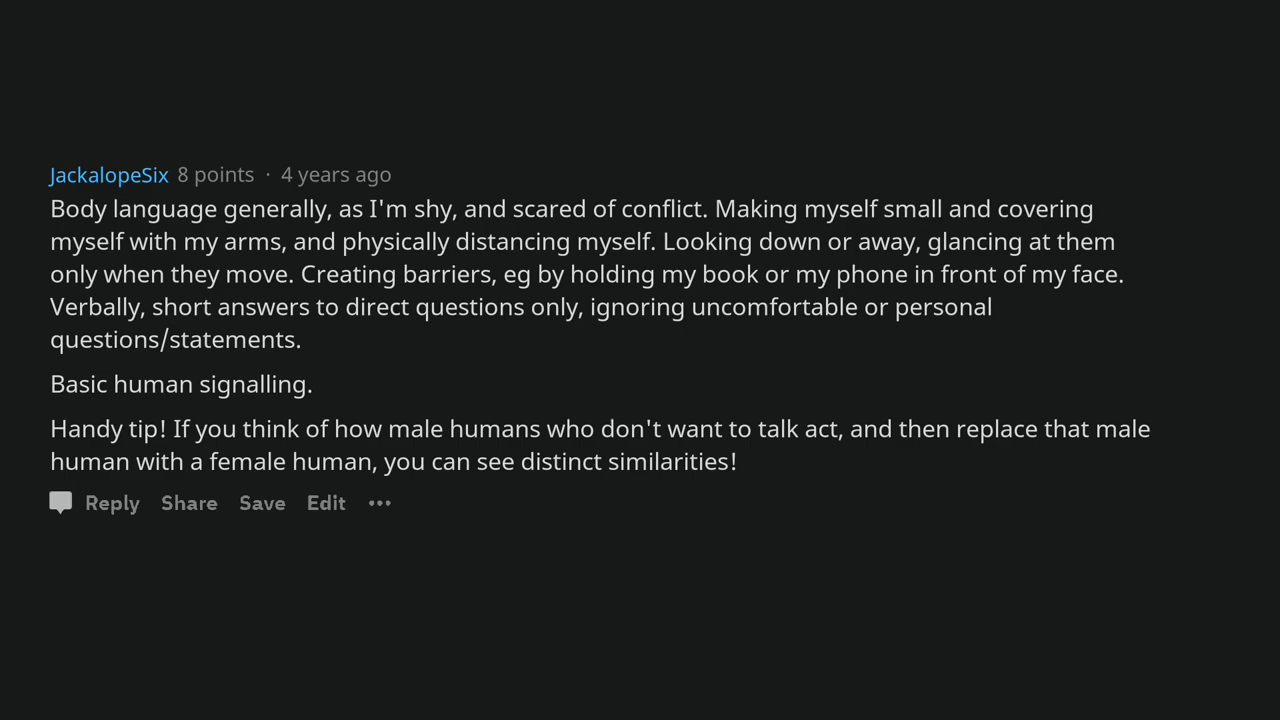 JackalopeSix 8 points · 4 years ago
Body language generally, as I'm shy, and scared of conflict. Making myself small and covering
myself with my arms, and physically distancing myself. Looking down or away, glancing at them
only when they move. Creating barriers, eg by holding my book or my phone in front of my face.
Verbally, short answers to direct questions only, ignoring uncomfortable or personal
questions/statements.
Basic human signalling.
Handy tip! If you think of how male humans who don't want to talk act, and then replace that male
human with a female human, you can see distinct similarities!
Reply Share Save Edit •••